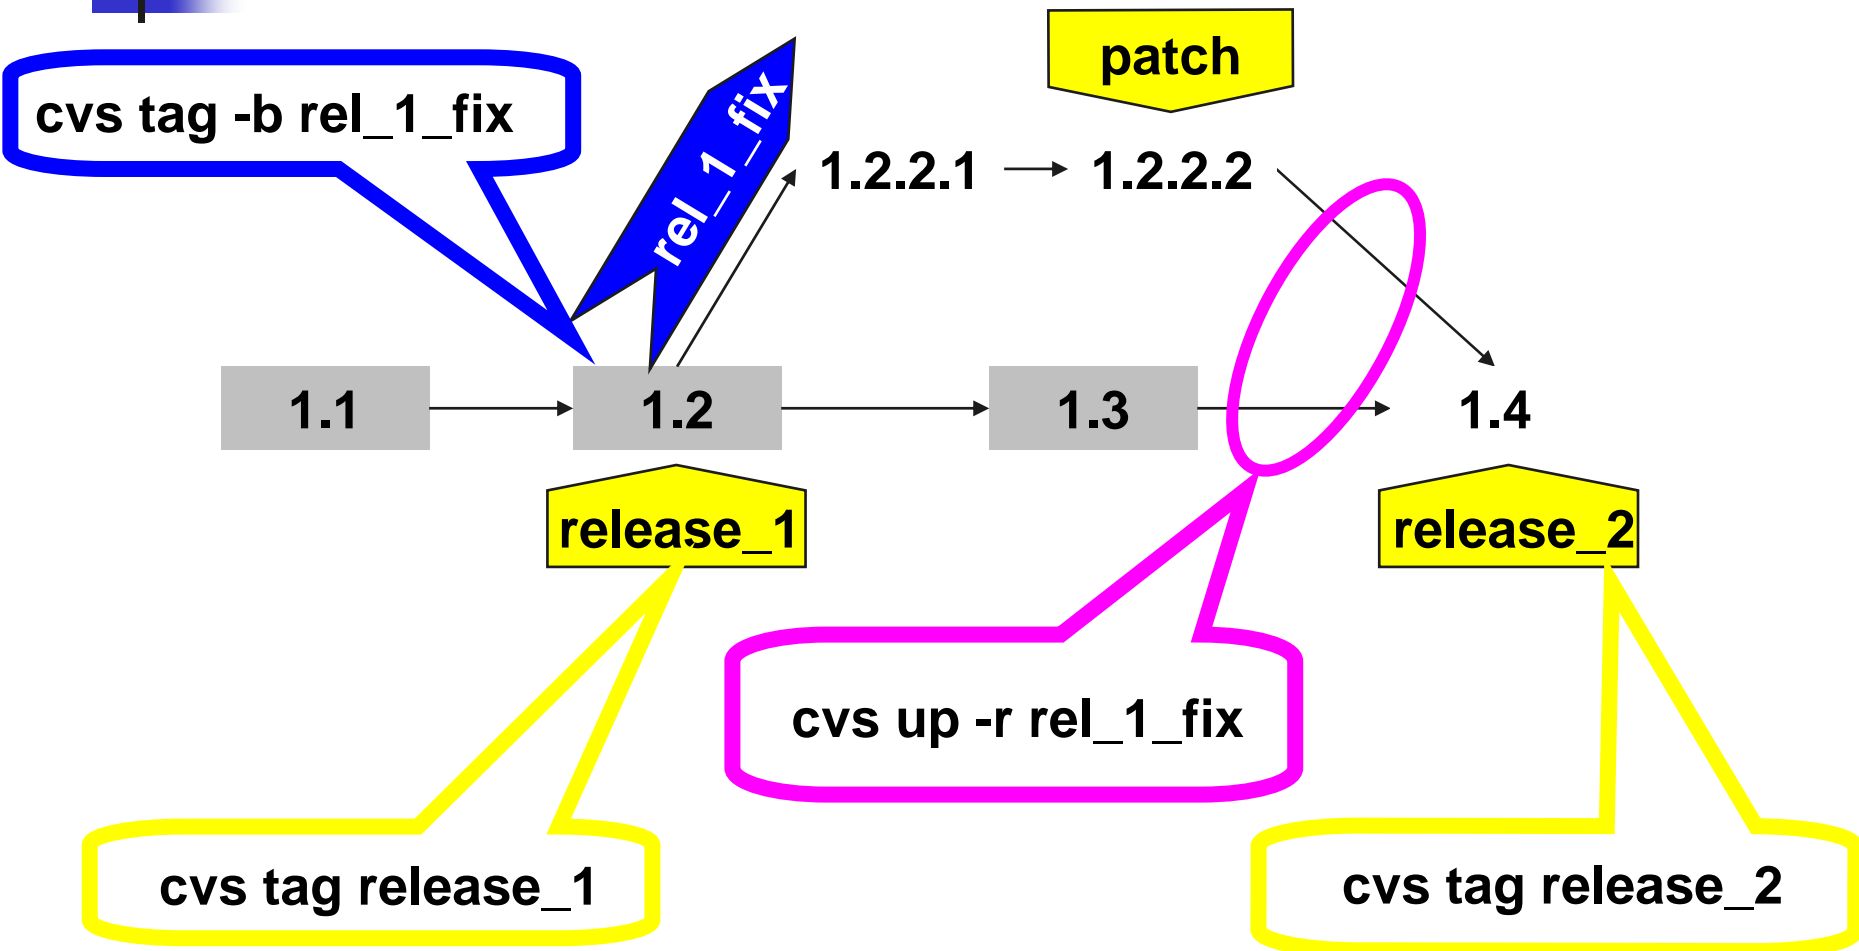 patch
cvs tag -b rel_1_fix
rel_1_fix
1.2.2.1
1.2.2.2
1.1
1.2
1.3
1.4
release_1
release_2
cvs up -r rel_1_fix
cvs tag release_1
cvs tag release_2